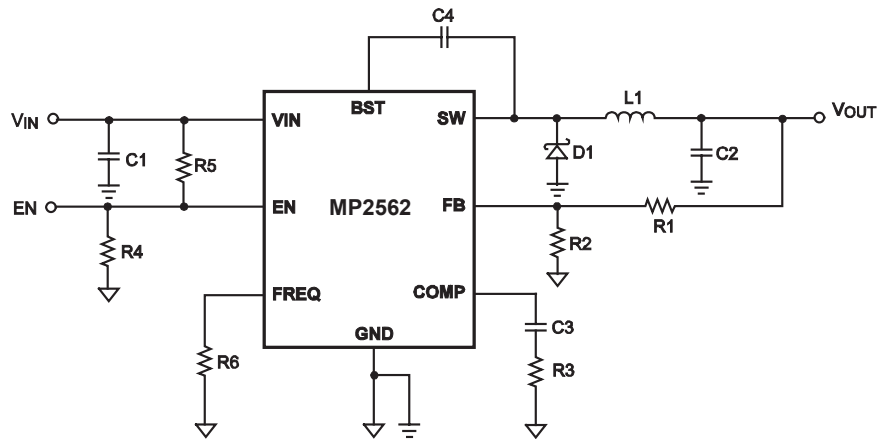 C4
BST
VIN
VIN
SW
L1
VOUT
C1
R5
D1
C2
EN
EN
MP2562
FB
R1
R4
R2
FREQ
COMP
C3
GND
R6
R3